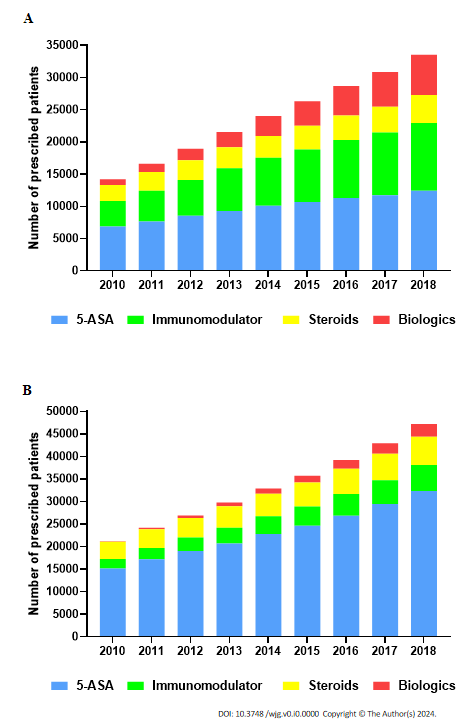 A
Number of prescribed patients
35000
30000
25000
20000
15000
10000
5000
0
2010 2011 2012 2013 2014 2015 2016 2017 2018
5-ASA Immunomodulator Steroids Biologics
B
Number of prescribed patients
50000
45000
40000
35000
30000
25000
20000
15000
10000
5000
0
2010 2011 2012 2013 2014 2015 2016 2017 2018
5-ASA Immunomodulator Steroids Biologics
DOI: 10.3748 /wjg.v0.i0.0000 Copyright © The Author(s) 2024.